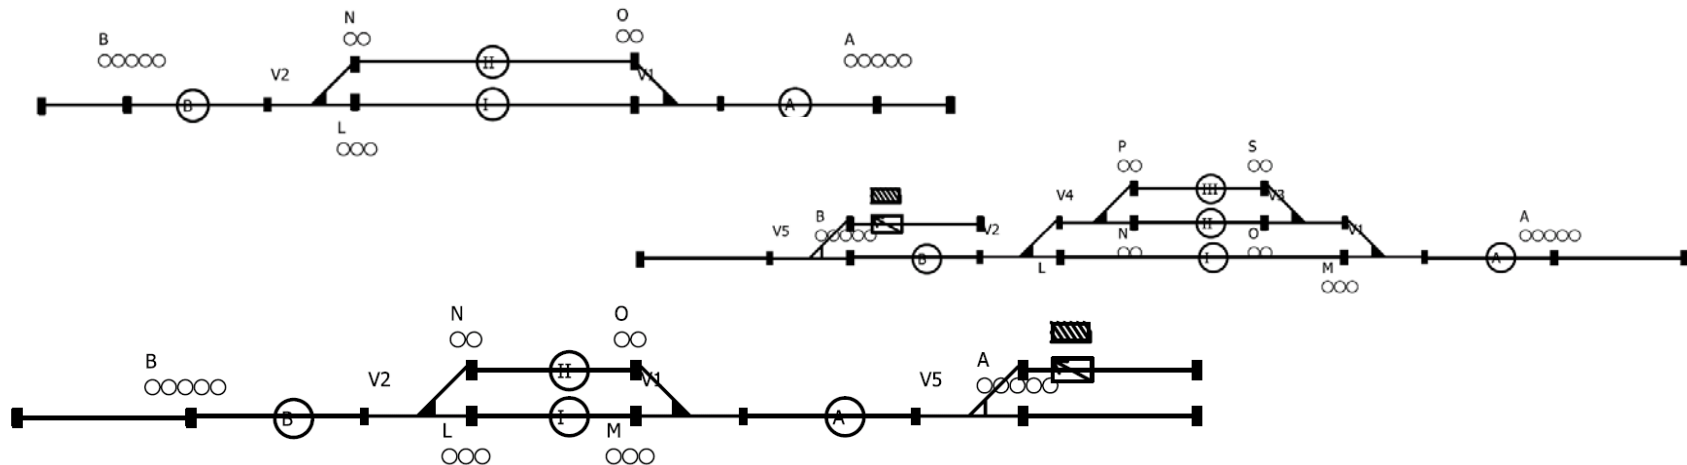 N O
B A
V2 V1
II
B I A
L
P S
III
V4 V3
B A
V5 V2 N II O V1
B L I M A
N O
B A
II
V2 V1 V5
B I A
L M